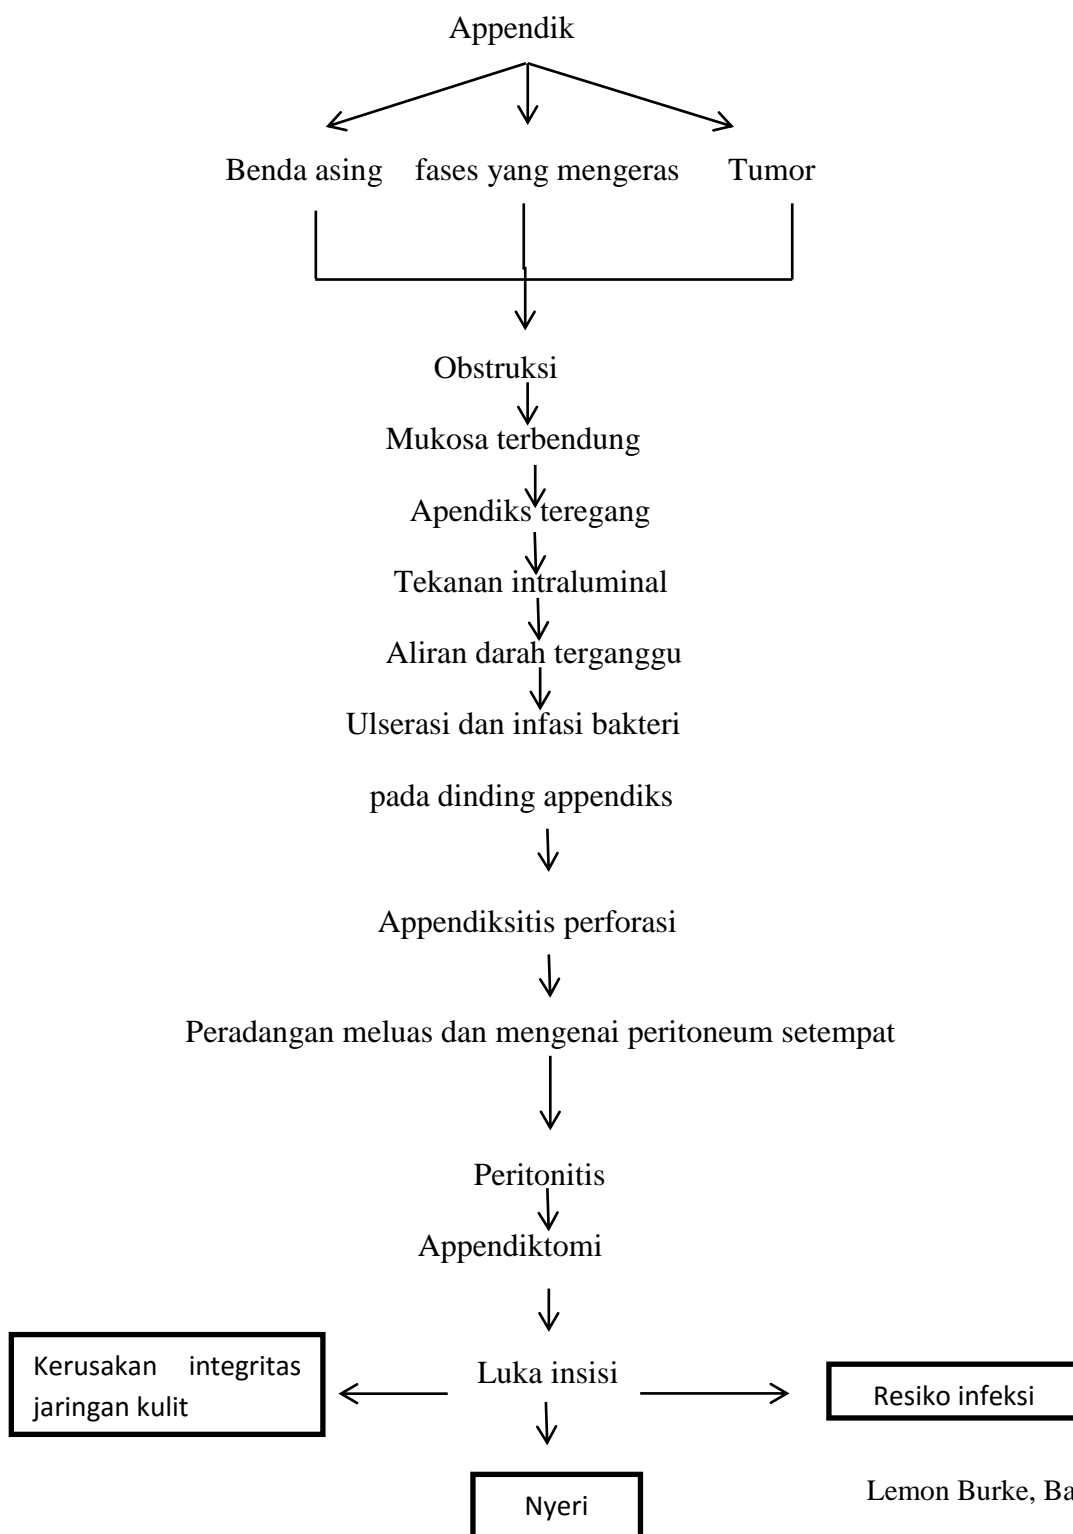 Appendik
Benda asing fases yang mengeras Tumor
Obstruksi
Mukosa terbendung
Apendiks teregang
Tekanan intraluminal
Aliran darah terganggu
Ulserasi dan infasi bakteri
pada dinding appendiks
Appendiksitis perforasi
Peradangan meluas dan mengenai peritoneum setempat
Peritonitis
Appendiktomi
Luka insisi
Kerusakan integritas
jaringan kulit
Resiko infeksi
Nyeri
Lemon Burke, Ba